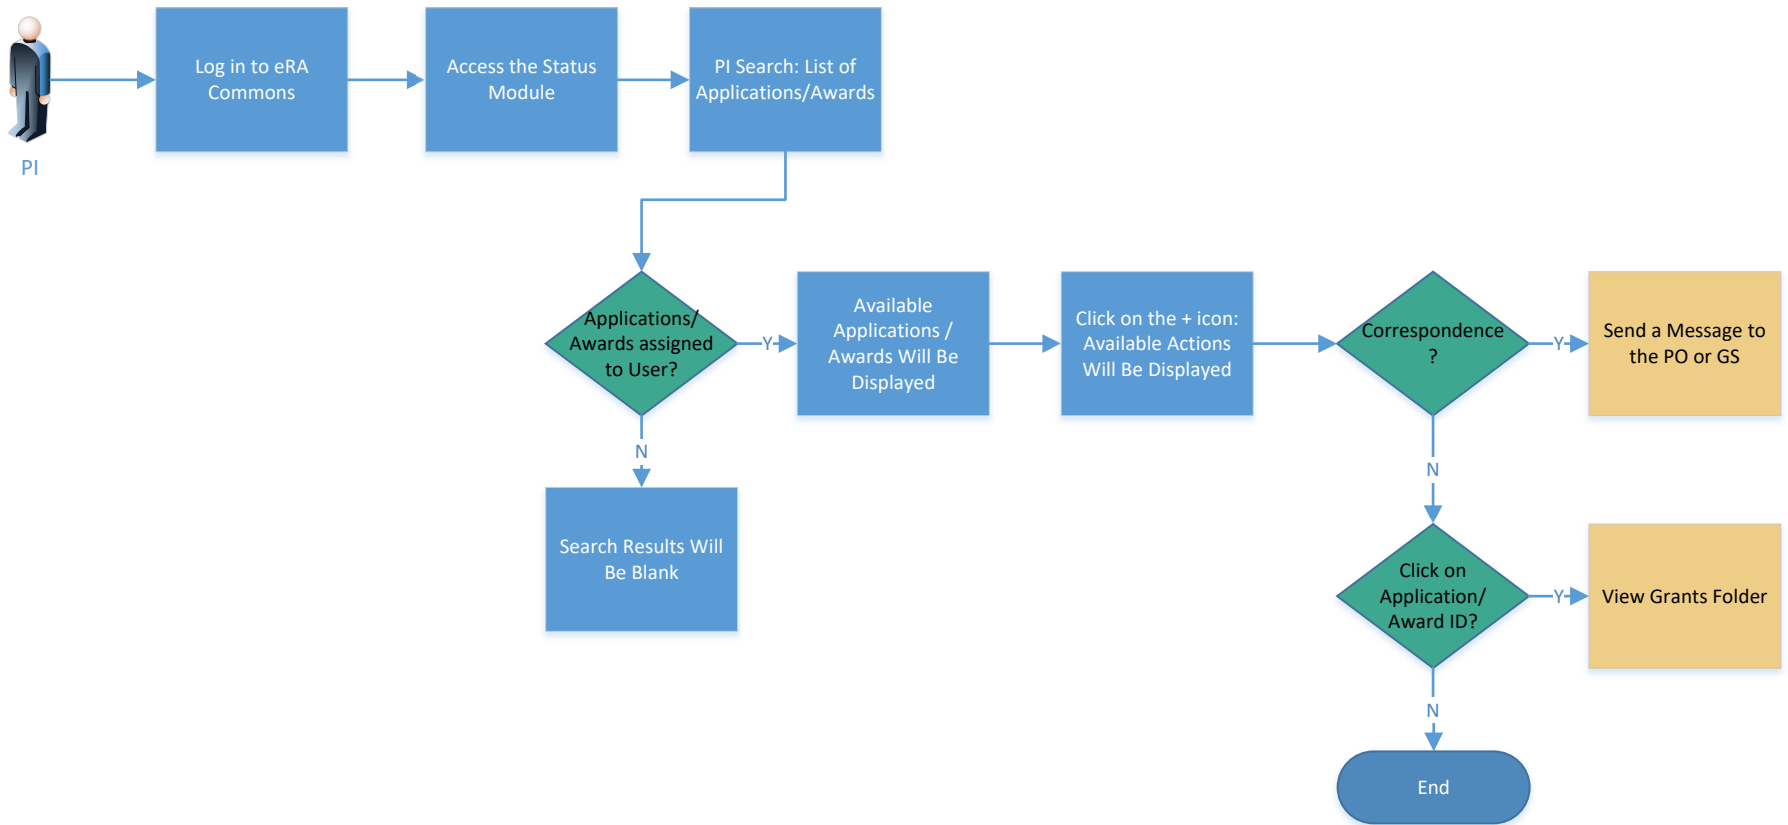 PI
Log in to eRA
Commons
Access the Status
Module
PI Search: List of
Applications/Awards
Applications/
Awards assigned
to User?
Y
Available
Applications /
Awards Will Be
Displayed
Click on the + icon:
Available Actions
Will Be Displayed
Correspondence
?
Y
Send a Message to
the PO or GS
N
Search Results Will
Be Blank
N
Click on
Application/
Award ID?
Y
View Grants Folder
N
End